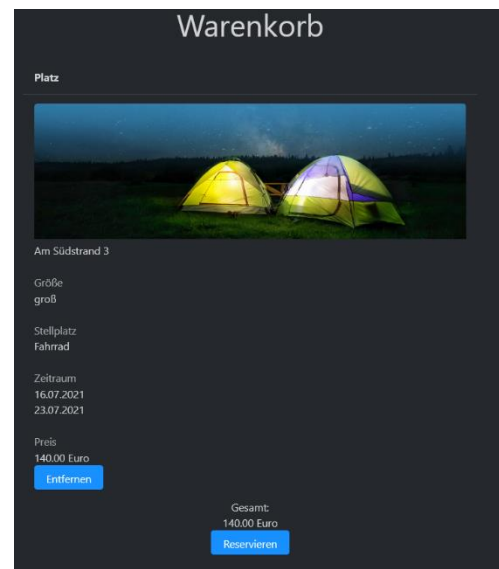 Warenkorb
Platz
Am Südstrand 3
Größe
groß
Stellplatz
Fahrrad
Zeitraum
16.07.2021
23.07.2021
Preis
140.00 Euro
Entfernen
Gesamt:
140.00 Euro
Reservieren